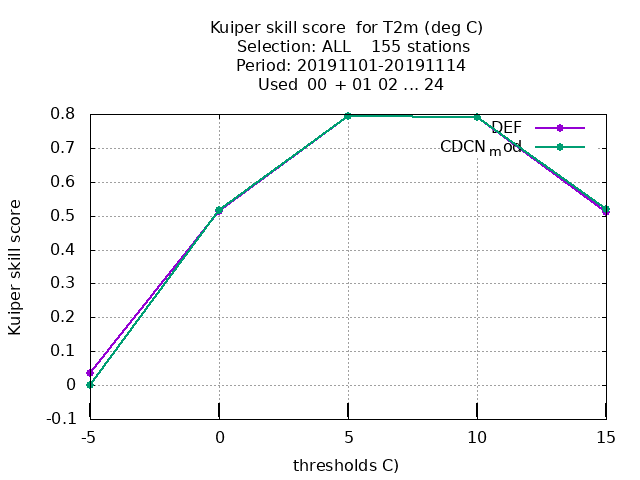 Kuiper skill score  for T2m (deg C)
Selection: ALL    155 stations
Period: 20191101-20191114
Used  00  + 01 02 ... 24
0.8
0.7
0.6
0.5
0.4
0.3
0.2
0.1
0
-0.1
Kuiper skill score
DEF
CDCNmod
-5
0
5
10
15
thresholds C)